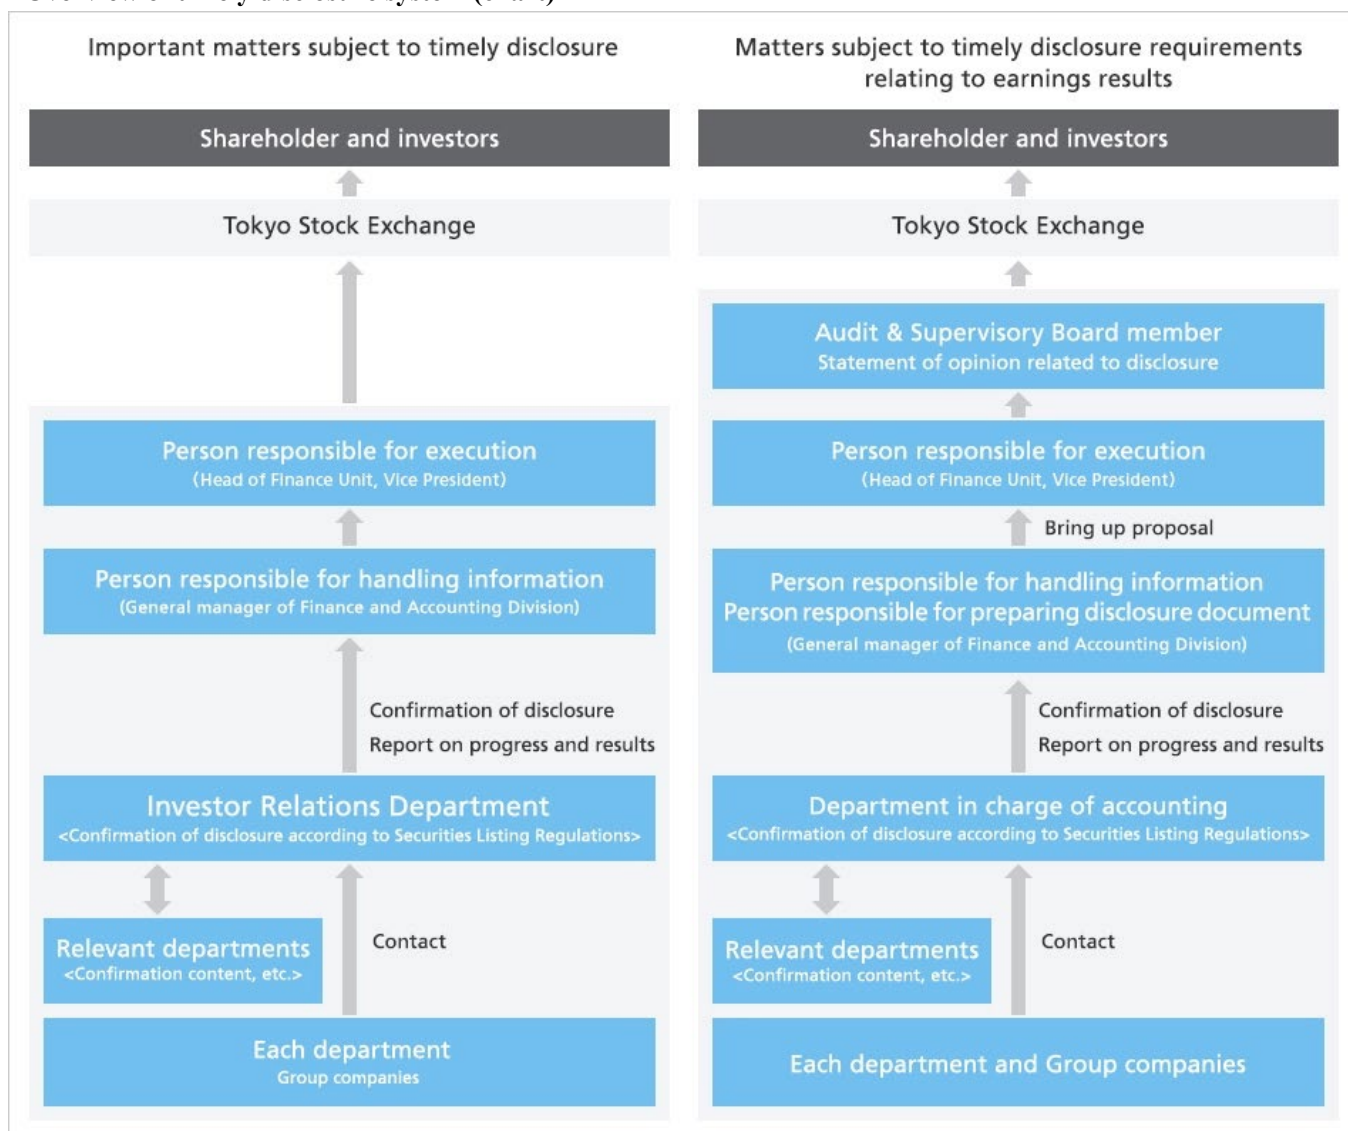 Important matters subject to timely disclosure
Shareholder and investors
Tokyo Stock Exchange
Person responsible for execution
(Head of Finance Unit, Vice President)
Person responsible for handling information
(General manager of Finance and Accounting Division)
Confirmation of disclosure
Report on progress and results
Investor Relations Department
<Confirmation of disclosure according to Securities Listing Regulations>
Relevant departments
<Confirmation content, etc.>
Contact
Each department
Group companies
Matters subject to timely disclosure requirements
relating to earnings results
Shareholder and investors
Tokyo Stock Exchange
Audit & Supervisory Board member
Statement of opinion related to disclosure
Person responsible for execution
(Head of Finance Unit, Vice President)
Bring up proposal
Person responsible for handling information
Person responsible for preparing disclosure document
(General manager of Finance and Accounting Division)
Confirmation of disclosure
Report on progress and results
Department in charge of accounting
<Confirmation of disclosure according to Securities Listing Regulations>
Relevant departments
<Confirmation content, etc.>
Contact
Each department and Group companies